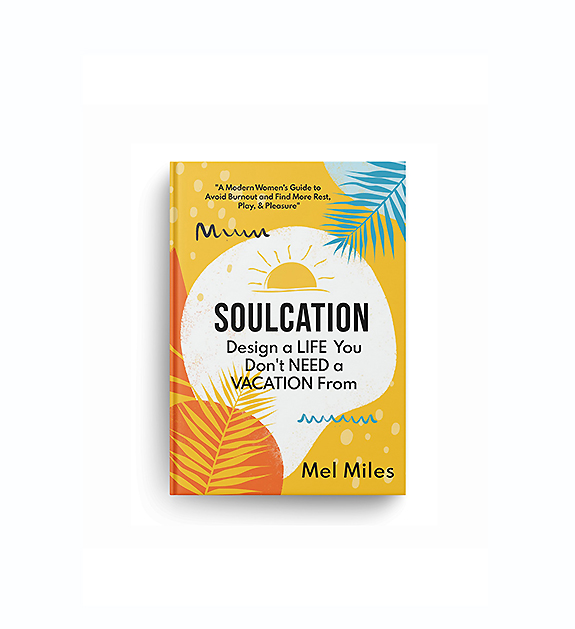 "A Modern Women's Guide to
Avoid Burnout and Find More Rest,
Play, & Pleasure"
SOULCATION
Design a LIFE You
Don't NEED a
VACATION From
Mel Miles